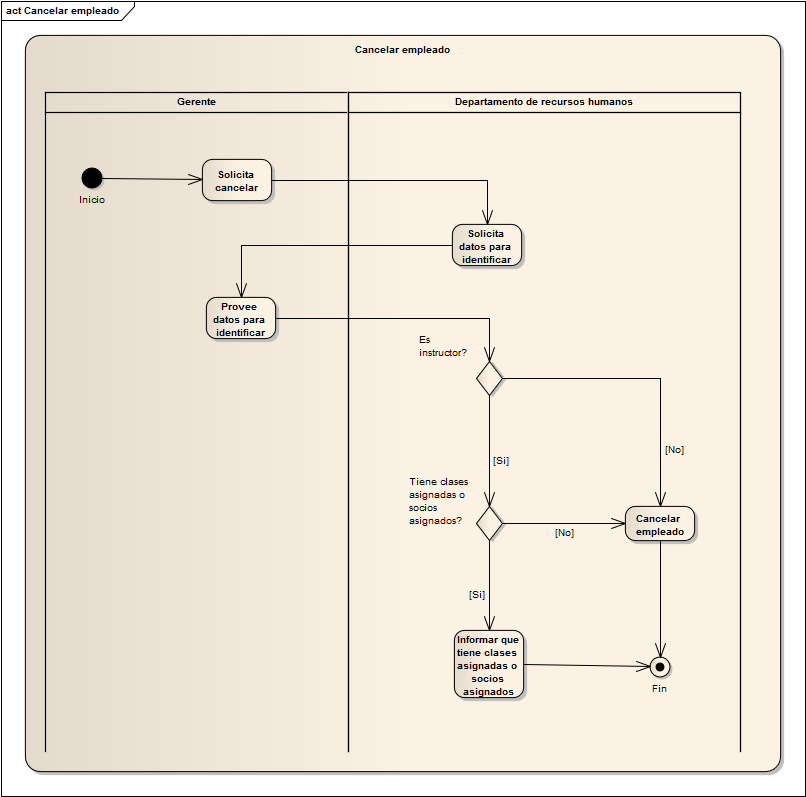 act Cancelar empleado
Cancelar empleado
Gerente
Departamento de recursos humanos
Inicio
Solicita
cancelar
Solicita
datos para
identificar
Provee
datos para
identificar
Es
instructor?
[No]
[Si]
Tiene clases
asignadas o
socios
asignados?
[No]
Cancelar
empleado
[Si]
Informar que
tiene clases
asignadas o
socios
asignados
Fin